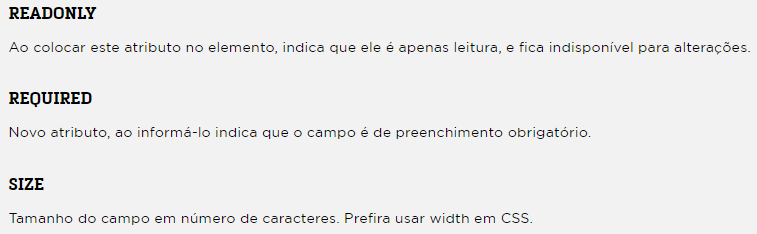 READONLY
Ao colocar este atributo no elemento, indica que ele é apenas leitura, e fica indisponível para alterações.
REQUIRED
Novo atributo, ao informá-lo indica que o campo é de preenchimento obrigatório.
SIZE
Tamanho do campo em número de caracteres. Prefira usar width em CSS.